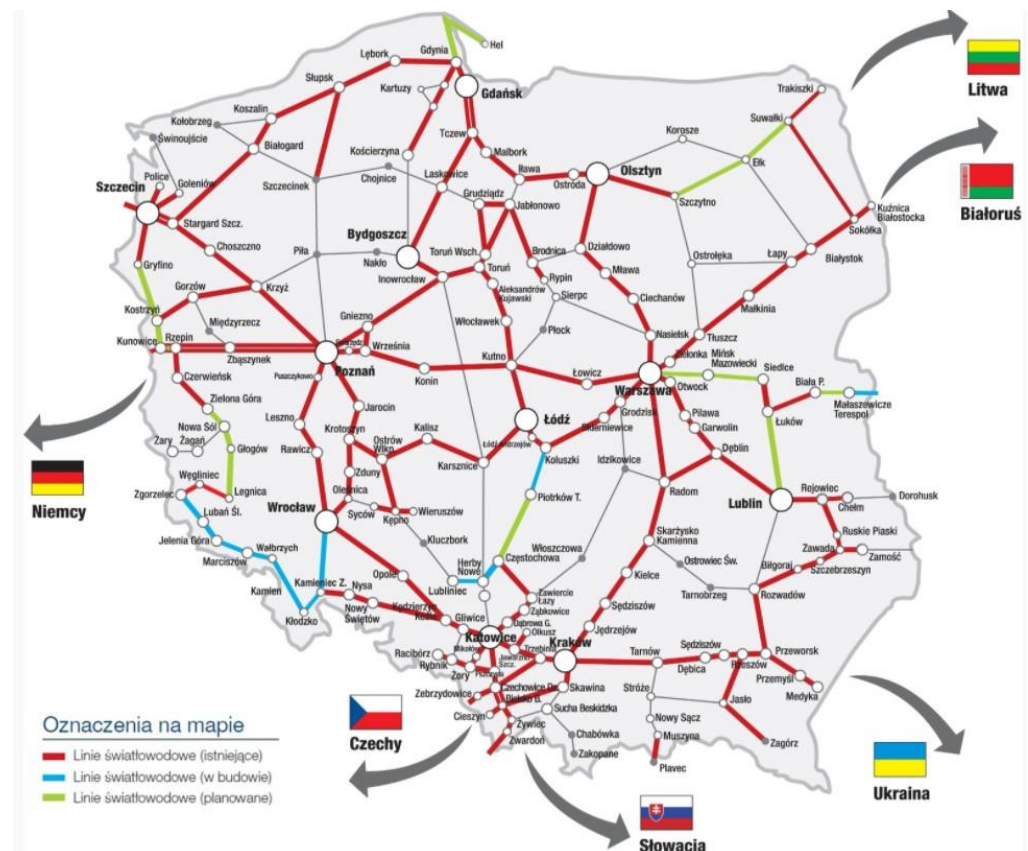 Hel
Gdynia
Lębork
Słupsk
Kartuzy
Gdańsk
Litwa
Trakiszki
Koszalin
Kołobrzeg
Świnoujście
Białogard
Tczew
Malbork
Suwałki
Korosze
Kościerzyna
Ełk
Police
Goleniów
Szczecin
Szczecinek
Chojnice
Laskowice
Iława
Ostróda
Olsztyn
Szczytno
Białoruś
Kuźnica
Białostocka
Sokółka
Grudziądz
Jabłonowo
Stargard Szcz.
Choszczno
Bydgoszcz
Piła
Nakło
Toruń Wsch.
Brodnica
Działdowo
Ostrołęka
Łapy
Białystok
Gryfino
Krzyż
Inowrocław
Toruń
Rypin
Mława
Aleksandrów
Kujawski
Sierpc
Ciechanów
Małkinia
Gorzów
Kostrzyń
Międzyrzecz
Gniezno
Włocławek
Płock
Nasielsk
Tłuszcz
Kunowice
Rzepin
Zbąszynek
Poznań
Września
Kutno
Zielonka
Mińsk
Mazowiecki
Siedlce
Puszczykowo
Konin
Łowicz
Warszawa
Otwock
Biała P.
Małaszewicze
Terespol
Czerwieńsk
Zielona Góra
Leszno
Jarocin
Łódź
Grodzisk
Skierniewice
Pilawa
Garwolin
Łuków
Nowa Sól
Żary
Żagań
Głogów
Rawicz
Krotoszyn
Ostrów
Wlkp.
Kalisz
Karsznice
Koluszki
Idzikowice
Dęblin
Niemcy
Węgliniec
Zgorzelec
Legnica
Zduny
Oleśnica
Syców
Kępno
Wieruszów
Piotrków T.
Radom
Lublin
Rejowiec
Chełm
Dorohusk
Lubań Śl.
Jelenia Góra
Marciszów
Wałbrzych
Wrocław
Kluczbork
Włoszczowa
Skarżysko
Kamienna
Ruskie Piaski
Zawada
Zamość
Kamieniec Z.
Nysa
Opole
Lubliniec
Herby
Nowe
Częstochowa
Ostrowiec Św.
Biłgoraj
Szczebrzeszyn
Kamień
Kłodzko
Nowy
Świętów
Kędzierzyn
Koźle
Gliwice
Zawiercie
Łazy
Ząbkowice
Kielce
Tarnobrzeg
Rozwadów
Dąbrowa G.
Olkusz
Sędziszów
Jędrzejów
Katowice
Trzebinia
Kraków
Tarnów
Sędziszów
Przeworsk
Racibórz
Rybnik
Żory
Mikołów
Jaworzno
Szcz.
Dębica
Rzeszów
Przemyśl
Medyka
Zebrzydowice
Czechowice Dz.
Bielsko B.
Skawina
Stróże
Jasło
Cieszyn
Żywiec
Sucha Beskidzka
Zwardoń
Chabówka
Zakopane
Nowy Sącz
Muszyna
Plavec
Zagórz
Czechy
Słowacja
Ukraina
Oznaczenia na mapie
Linie światłowodowe (istniejące)
Linie światłowodowe (w budowie)
Linie światłowodowe (planowane)